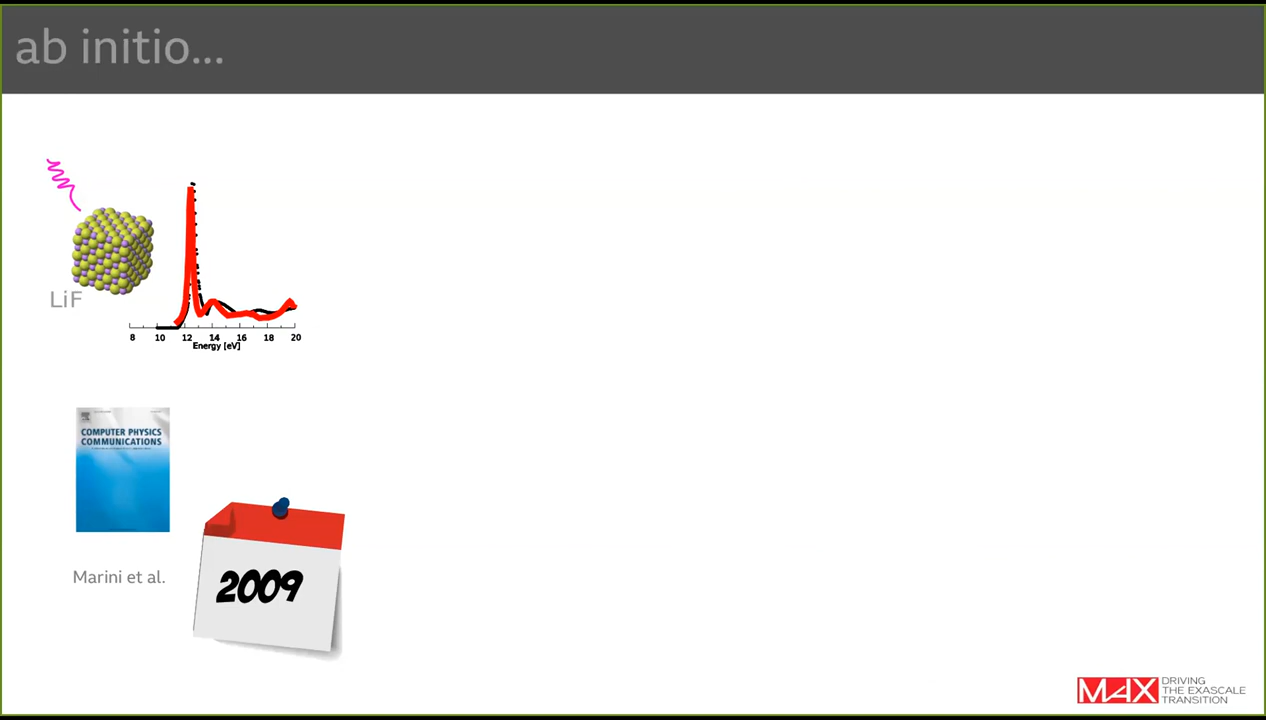 ab initio...
LiF
8 10 12 14 16 18 20
Energy [eV]
COMPUTER PHYSICS
COMMUNICATIONS
Marini et al.
2009
MAX
DRIVING
THE EXASCALE
TRANSITION